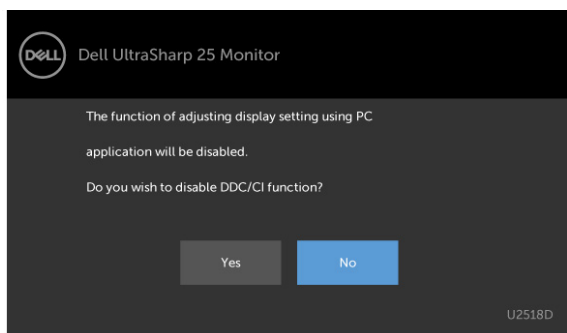 DELL
Dell UltraSharp 25 Monitor
The function of adjusting display setting using PC
application will be disabled.
Do you wish to disable DDC/CI function?
Yes
No
U2518D